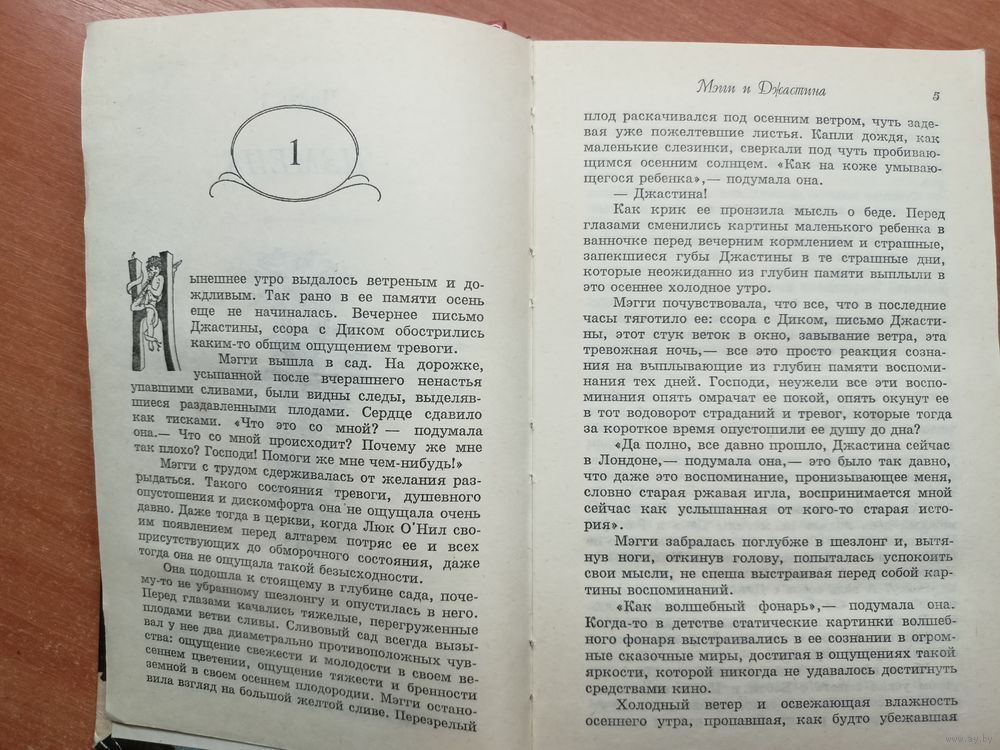 1
Нынешнее утро выдалось ветреным и до-
ждливым. Так рано в ее памяти осень
еще не начиналась. Вечернее письмо
Джастины, ссора с Диком обострились
каким-то общим ощущением тревоги.
Мэгги вышла в сад. На дорожке,
усыпанной после вчерашнего ненастья
упавшими сливами, были видны следы, выделяв-
шиеся раздавленными плодами. Сердце сдавило
как тисками. «Что это со мной? — подумала
она.— Что со мной происходит? Почему же мне
так плохо? Господи! Помоги же мне чем-нибудь!»
Мэгги с трудом сдерживалась от желания раз-
рыдаться. Такого состояния тревоги, душевного
опустошения и дискомфорта она не ощущала очень
давно. Даже тогда в церкви, когда Люк О'Нил сво-
им появлением перед алтарем потряс ее и всех
присутствующих до обморочного состояния, даже
тогда она не ощущала такой безысходности.
Она подошла к стоящему в глубине сада, поче-
му-то не убранному шезлонгу и опустилась в него.
Перед глазами качались тяжелые, перегруженные
плодами ветви сливы. Сливовый сад всегда вызы-
вал у нее два диаметрально противоположных чув-
ства: ощущение свежести и молодости в своем ве-
сеннем цветении, ощущение тяжести и бренности
земной в своем осеннем плодородии. Мэгги остано-
вила взгляд на большой желтой сливе. Перезрелый
Мэгги и Джастина
5
плод раскачивался под осенним ветром, чуть заде-
вая уже пожелтевшие листья. Капли дождя, как
маленькие слезинки, сверкали под чуть пробиваю-
щимся осенним солнцем. «Как на коже умываю-
щегося ребенка»,— подумала она.
— Джастина!
Как крик ее пронзила мысль о беде. Перед
глазами сменились картины маленького ребенка в
ванночке перед вечерним кормлением и страшные,
запекшиеся губы Джастины в те страшные дни,
которые неожиданно из глубин памяти выплыли в
это осеннее холодное утро.
Мэгги почувствовала, что все, что в последние
часы тяготило ее: ссора с Диком, письмо Джасти-
ны, этот стук веток в окно, завывание ветра, эта
тревожная ночь,— все это просто реакция созна-
ния на выплывающие из глубин памяти воспоми-
нания тех дней. Господи, неужели все эти воспо-
минания опять омрачат ее покой, опять окунут ее
в тот водоворот страданий и тревог, которые тогда
за короткое время опустошили ее душу до дна?
«Да полно, все давно прошло, Джастина сейчас
в Лондоне,— подумала она,— это было так давно,
что даже это воспоминание, пронизывающее меня,
словно старая ржавая игла, воспринимается мной
сейчас как услышанная от кого-то старая исто-
рия».
Мэгги забралась поглубже в шезлонг и, вытя-
нув ноги, откинув голову, попыталась успокоить
свои мысли, не спеша выстраивая перед собой кар-
тины воспоминаний.
«Как волшебный фонарь»,— подумала она.
Когда-то в детстве статические картинки волшеб-
ного фонаря выстраивались в ее сознании в огром-
ные сказочные миры, достигая в ощущениях такой
яркости, которой никогда не удавалось достигнуть
средствами кино.
Холодный ветер и освежающая влажность
осеннего утра, пропавшая, как будто убежавшая
www.ay.by